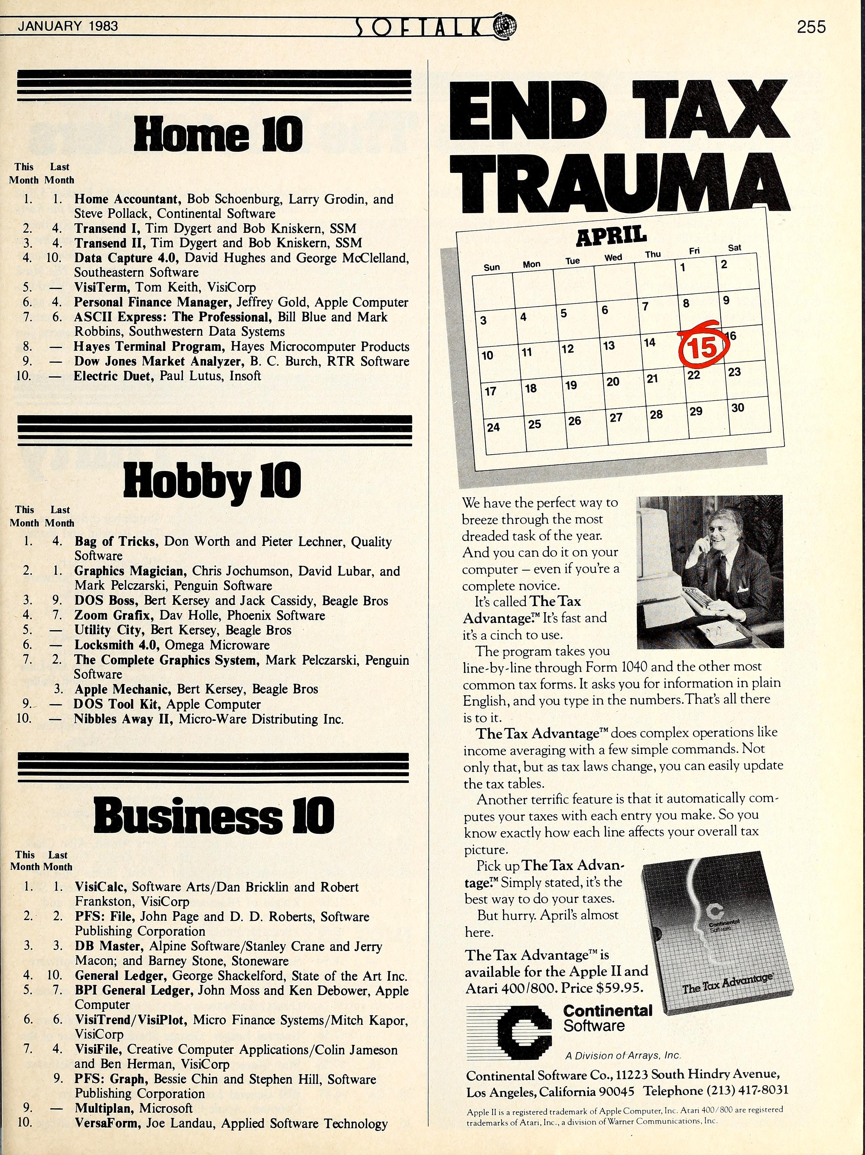 JANUARY 1983
SOFTALK
255
Home 10
This Last
Month Month
1. 1. Home Accountant, Bob Schoenburg, Larry Grodin, and
Steve Pollack, Continental Software
2. 4. Transend I, Tim Dygert and Bob Kniskern, SSM
3. 4. Transend II, Tim Dygert and Bob Kniskern, SSM
4. 10. Data Capture 4.0, David Hughes and George McClelland,
Southeastern Software
5. — VisiTerm, Tom Keith, VisiCorp
6. 4. Personal Finance Manager, Jeffrey Gold, Apple Computer
7. 6. ASCII Express: The Professional, Bill Blue and Mark
Robbins, Southwestern Data Systems
8. — Hayes Terminal Program, Hayes Microcomputer Products
9. — Dow Jones Market Analyzer, B. C. Burch, RTR Software
10. — Electric Duet, Paul Lutus, Insoft
Hobby 10
This Last
Month Month
1. 4. Bag of Tricks, Don Worth and Pieter Lechner, Quality
Software
2. 1. Graphics Magician, Chris Jochumson, David Lubar, and
Mark Pelczarski, Penguin Software
3. 9. DOS Boss, Bert Kersey and Jack Cassidy, Beagle Bros
4. 7. Zoom Grafix, Dav Holle, Phoenix Software
5. — Utility City, Bert Kersey, Beagle Bros
6. — Locksmith 4.0, Omega Microware
7. 2. The Complete Graphics System, Mark Pelczarski, Penguin
Software
3. Apple Mechanic, Bert Kersey, Beagle Bros
9. — DOS Tool Kit, Apple Computer
10. — Nibbles Away II, Micro-Ware Distributing Inc.
Business 10
This Last
Month Month
1. 1. VisiCalc, Software Arts/Dan Bricklin and Robert
Frankston, VisiCorp
2. 2. PFS: File, John Page and D. D. Roberts, Software
Publishing Corporation
3. 3. DB Master, Alpine Software/Stanley Crane and Jerry
Macon; and Barney Stone, Stoneware
4. 10. General Ledger, George Shackelford, State of the Art Inc.
5. 7. BPI General Ledger, John Moss and Ken Debower, Apple
Computer
6. 6. VisiTrend/VisiPlot, Micro Finance Systems/Mitch Kapor,
VisiCorp
7. 4. VisiFile, Creative Computer Applications/Colin Jameson
and Ben Herman, VisiCorp
9. PFS: Graph, Bessie Chin and Stephen Hill, Software
Publishing Corporation
9. — Multiplan, Microsoft
10. VersaForm, Joe Landau, Applied Software Technology
END TAX
TRAUMA
APRIL
Sun Mon Tue Wed Thu Fri Sat
1 2
3 4 5 6 7 8 9
10 11 12 13 14 15 16
17 18 19 20 21 22 23
24 25 26 27 28 29 30
We have the perfect way to
breeze through the most
dreaded task of the year.
And you can do it on your
computer – even if you're a
complete novice.
It's called The Tax
Advantage.™ It's fast and
it's a cinch to use.
The program takes you
line-by-line through Form 1040 and the other most
common tax forms. It asks you for information in plain
English, and you type in the numbers. That's all there
is to it.
The Tax Advantage™ does complex operations like
income averaging with a few simple commands. Not
only that, but as tax laws change, you can easily update
the tax tables.
Another terrific feature is that it automatically com-
putes your taxes with each entry you make. So you
know exactly how each line affects your overall tax
picture.
Pick up The Tax Advan-
tage.™ Simply stated, it's the
best way to do your taxes.
But hurry. April's almost
here.
The Tax Advantage™ is
available for the Apple II and
Atari 400/800. Price $59.95.
Continental
Software
The Tax Advantage™
Continental
Software
A Division of Arrays, Inc.
Continental Software Co., 11223 South Hindry Avenue,
Los Angeles, California 90045 Telephone (213) 417-8031
Apple II is a registered trademark of Apple Computer, Inc. Atari 400/800 are registered
trademarks of Atari, Inc., a division of Warner Communications, Inc.